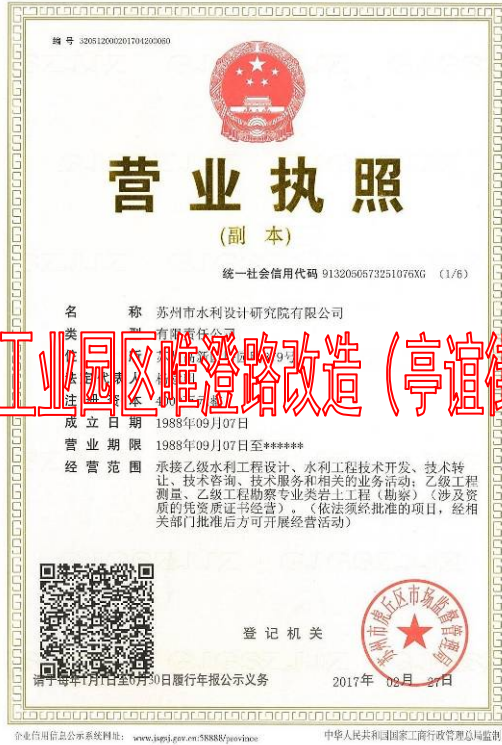 编 号 320512000201704200060
营业执照
(副 本)
统一社会信用代码 9132050573251076XG (1/6)
名 称 苏州市水利设计研究院有限公司
类 型 有限责任公司
工业园区唯澄路改造（亭谊
成 立 日 期 1988年09月07日
营 业 期 限 1988年09月07日至******
经 营 范 围 承接乙级水利工程设计、水利工程技术开发、技术转
让、技术咨询、技术服务和相关的业务活动；乙级工程
测量、乙级工程勘察专业类岩土工程（勘察）（涉及资
质的凭资质证书经营）。（依法须经批准的项目，经相
关部门批准后方可开展经营活动）
登 记 机 关
苏州市虎丘区市场监督管理局
请于每年1月1日至6月30日履行年报公示义务
2017年 02月 27日
企业信用信息公示系统网址: www.jsgsj.gov.cn:58888/province
中华人民共和国国家工商行政管理总局监制